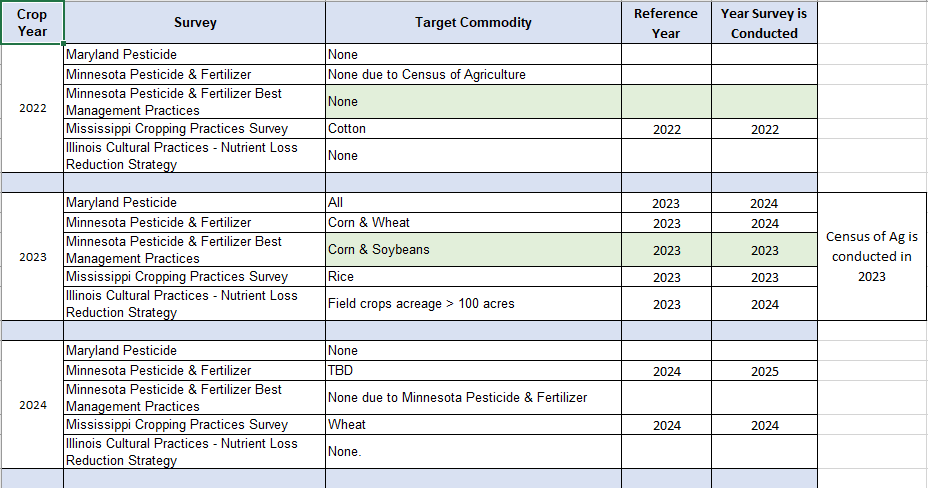 Crop Year Survey Target Commodity Reference Year Year Survey is Conducted
Maryland Pesticide None
Minnesota Pesticide & Fertilizer None due to Census of Agriculture
2022 Minnesota Pesticide & Fertilizer Best Management Practices None
Mississippi Cropping Practices Survey Cotton 2022 2022
Illinois Cultural Practices - Nutrient Loss Reduction Strategy None
Maryland Pesticide All 2023 2024
Minnesota Pesticide & Fertilizer Corn & Wheat 2023 2024
2023 Minnesota Pesticide & Fertilizer Best Management Practices Corn & Soybeans 2023 2023 Census of Ag is conducted in 2023
Mississippi Cropping Practices Survey Rice 2023 2023
Illinois Cultural Practices - Nutrient Loss Reduction Strategy Field crops acreage > 100 acres 2023 2024
Maryland Pesticide None
Minnesota Pesticide & Fertilizer TBD 2024 2025
2024 Minnesota Pesticide & Fertilizer Best Management Practices None due to Minnesota Pesticide & Fertilizer
Mississippi Cropping Practices Survey Wheat 2024 2024
Illinois Cultural Practices - Nutrient Loss Reduction Strategy None.